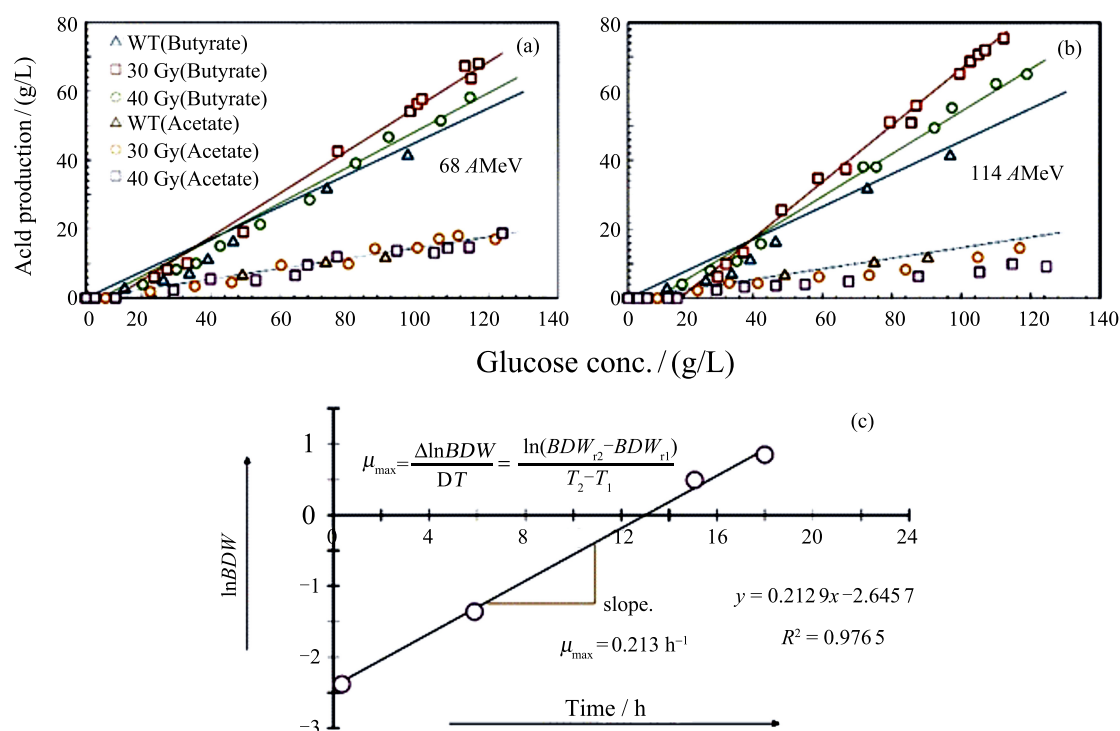 80
60
40
20
0
Acld production / (g/L)
WT(Butyrate)
30 Gy(Butyrate)
40 Gy(Butyrate)
WT(Acetate)
30 Gy(Acetate)
40 Gy(Acetate)
(a)
68 AMeV
0 20 40 60 80 100 120 140
80
60
40
20
0
(b)
114 AMeV
0 20 40 60 80 100 120 140
Glucose conc. / (g/L)
(c)
μmax = ΔlnBDW / DT = ln(BDWr2−BDWr1) / T2−T1
1
0
−1
−2
−3
0 4 8 12 16 20 24
lnBDW
slope.
μmax = 0.213 h⁻¹
y = 0.2129x−2.6457
R² = 0.9765
Time / h